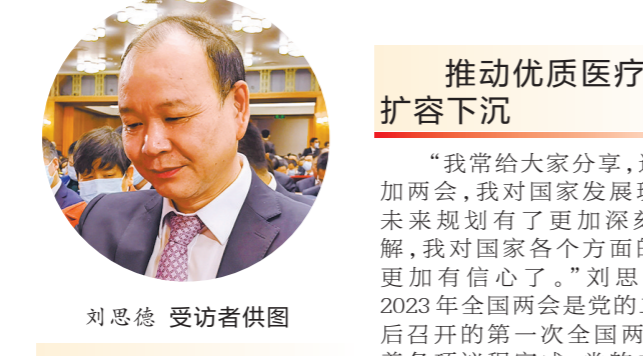 刘思德 受访者供图
推动优质医疗
扩容下沉
“我常给大家分享,
加两会,我对国家发展
未来规划有了更加深
解,我对国家各个方面
更加有信心了。”刘思
2023年全国两会是党的
后召开的第一次全国两